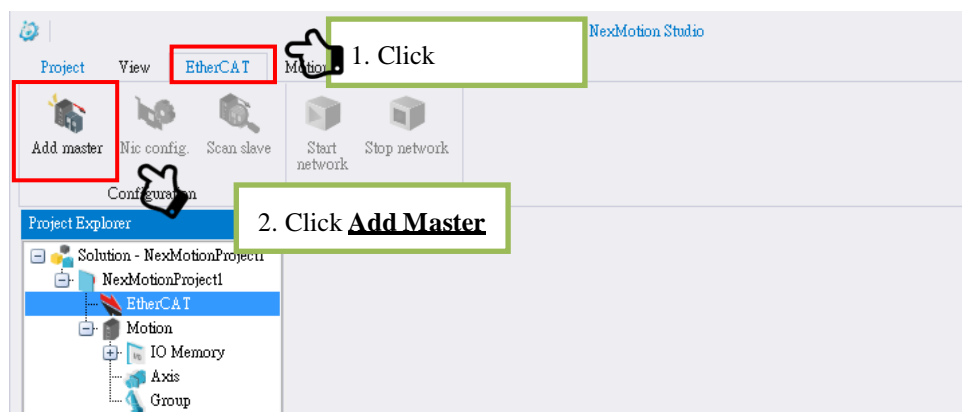 NexMotion Studio
1. Click
Project View EtherCAT Motion
Add master Nic config. Scan slave Start network Stop network
Configuration
2. Click Add Master
Project Explorer
Solution - NexMotionProject1
NexMotionProject1
EtherCAT
Motion
IO Memory
Axis
Group